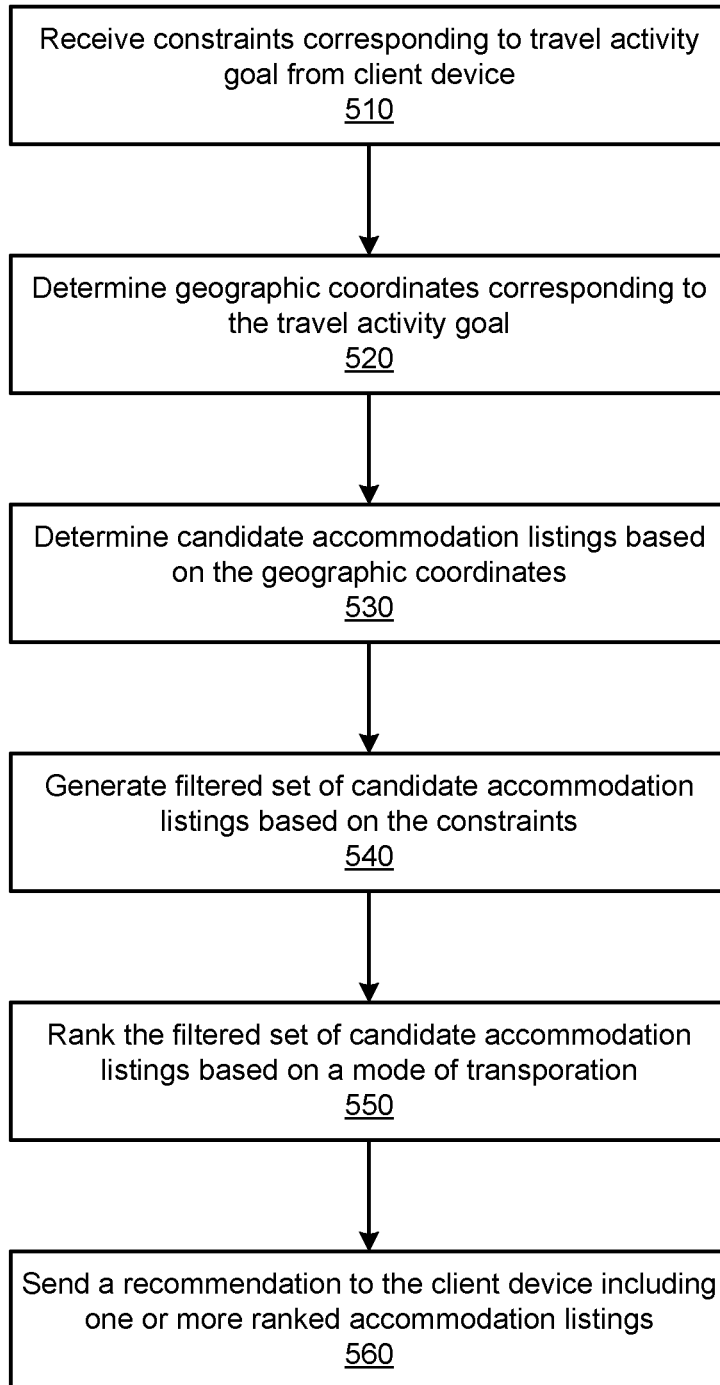 Receive constraints corresponding to travel activity
goal from client device
510
Determine geographic coordinates corresponding to
the travel activity goal
520
Determine candidate accommodation listings based
on the geographic coordinates
530
Generate filtered set of candidate accommodation
listings based on the constraints
540
Rank the filtered set of candidate accommodation
listings based on a mode of transporation
550
Send a recommendation to the client device including
one or more ranked accommodation listings
560